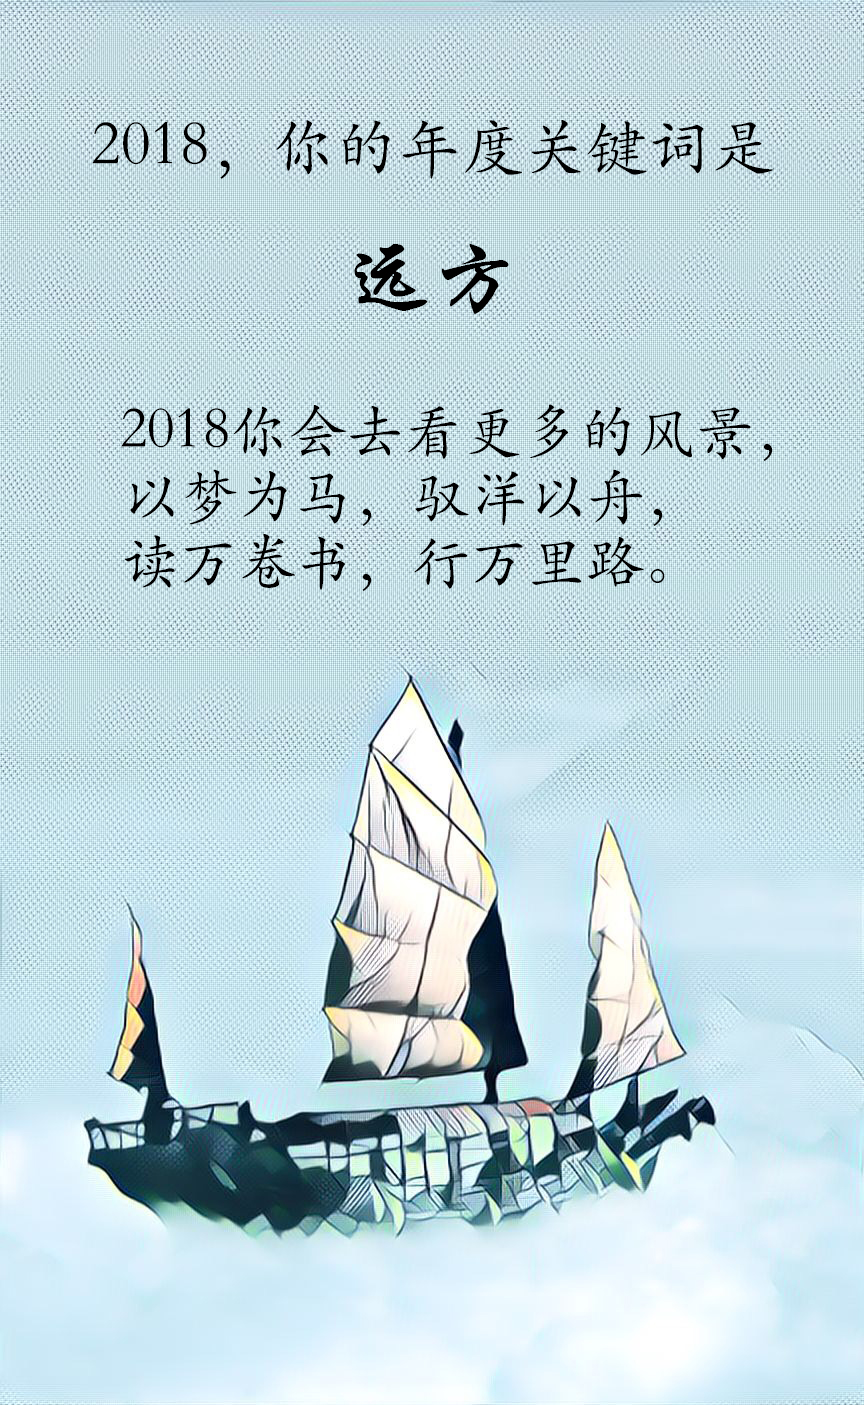 2018，你的年度关键词是
远方
2018你会去看更多的风景，
以梦为马，驭洋以舟，
读万卷书，行万里路。